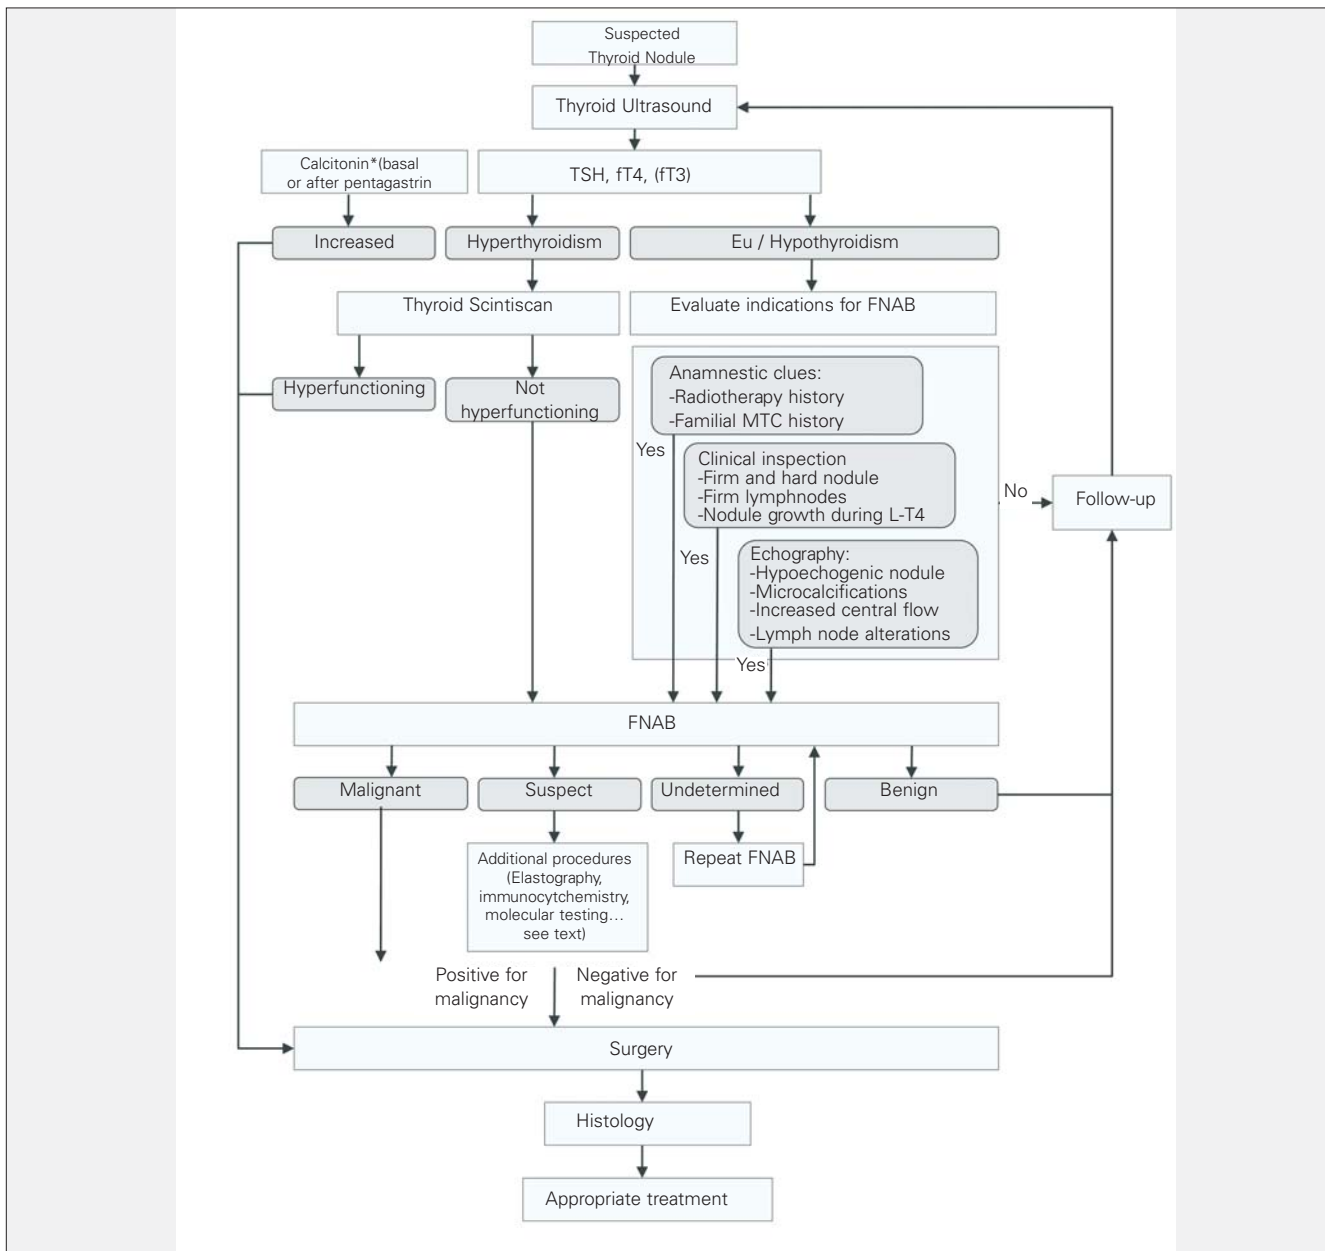 Suspected
Thyroid Nodule
Thyroid Ultrasound
Calcitonin*(basal
or after pentagastrin
TSH, fT4, (fT3)
Increased
Hyperthyroidism
Eu / Hypothyroidism
Thyroid Scintiscan
Evaluate indications for FNAB
Hyperfunctioning
Not
hyperfunctioning
Anamnestic clues:
-Radiotherapy history
-Familial MTC history
Yes
Clinical inspection
-Firm and hard nodule
-Firm lymphnodes
-Nodule growth during L-T4
Yes
Echography:
-Hypoechogenic nodule
-Microcalcifications
-Increased central flow
-Lymph node alterations
Yes
No
Follow-up
FNAB
Malignant
Suspect
Undetermined
Benign
Additional procedures
(Elastography,
immunocytchemistry,
molecular testing...
see text)
Repeat FNAB
Positive for
malignancy
Negative for
malignancy
Surgery
Histology
Appropriate treatment